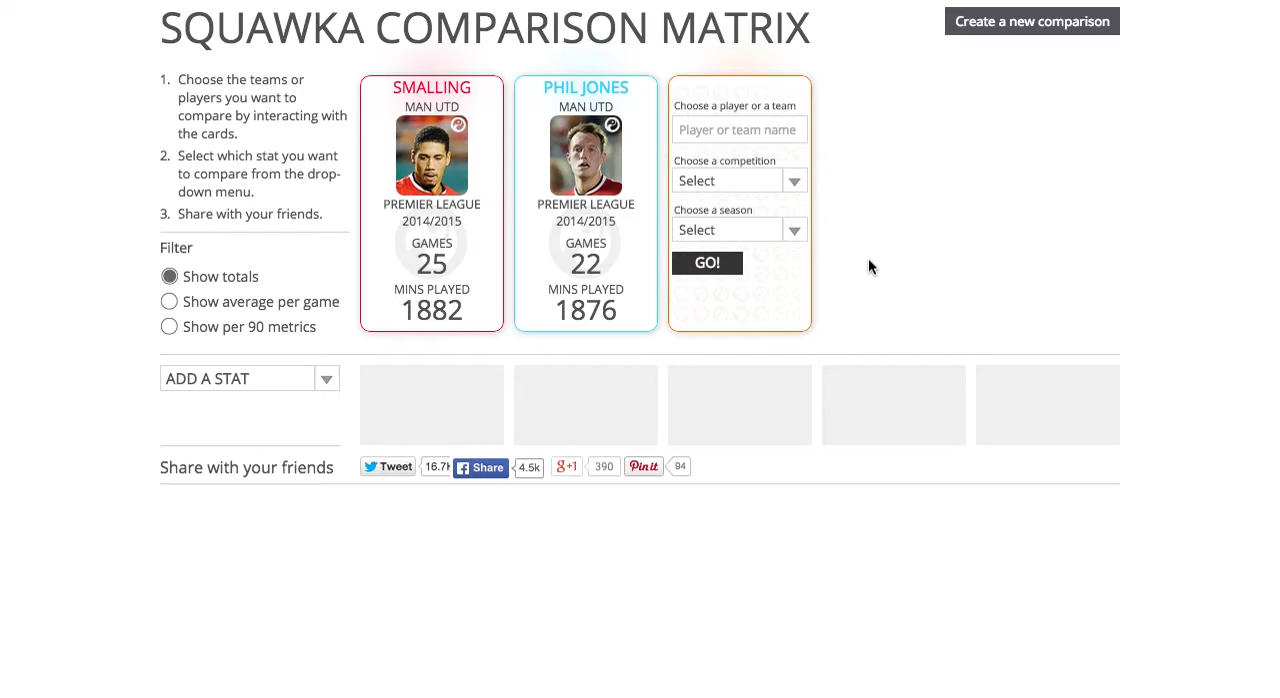 SQUAWKA COMPARISON MATRIX
Create a new comparison
1. Choose the teams or
players you want to
compare by interacting with
the cards.
2. Select which stat you want
to compare from the drop-
down menu.
3. Share with your friends.
Filter
Show totals
Show average per game
Show per 90 metrics
SMALLING
MAN UTD
PREMIER LEAGUE
2014/2015
GAMES
25
MINS PLAYED
1882
PHIL JONES
MAN UTD
PREMIER LEAGUE
2014/2015
GAMES
22
MINS PLAYED
1876
Choose a player or a team
Player or team name
Choose a competition
Select
Choose a season
Select
GO!
ADD A STAT
Share with your friends
Tweet 16.7k Share 4.5k g+1 390 Pin it 94